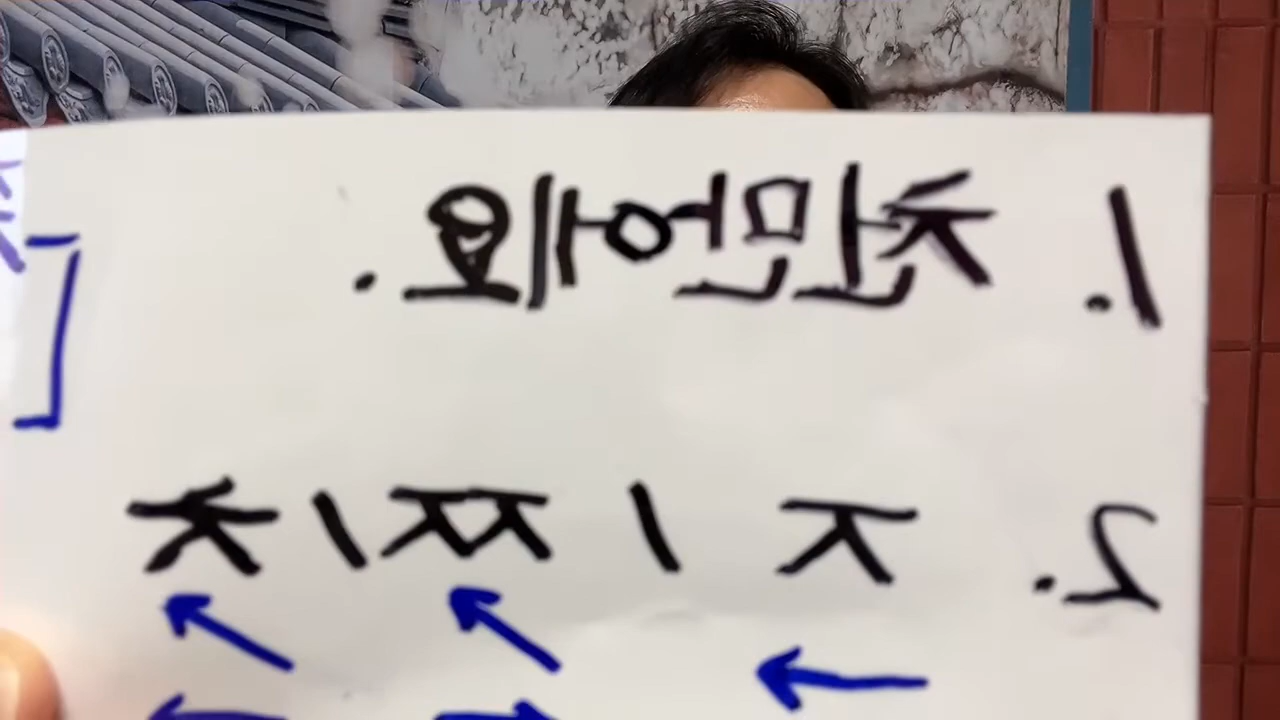 1. 천만에요.
2. ㅈ / ㅉ / ㅊ